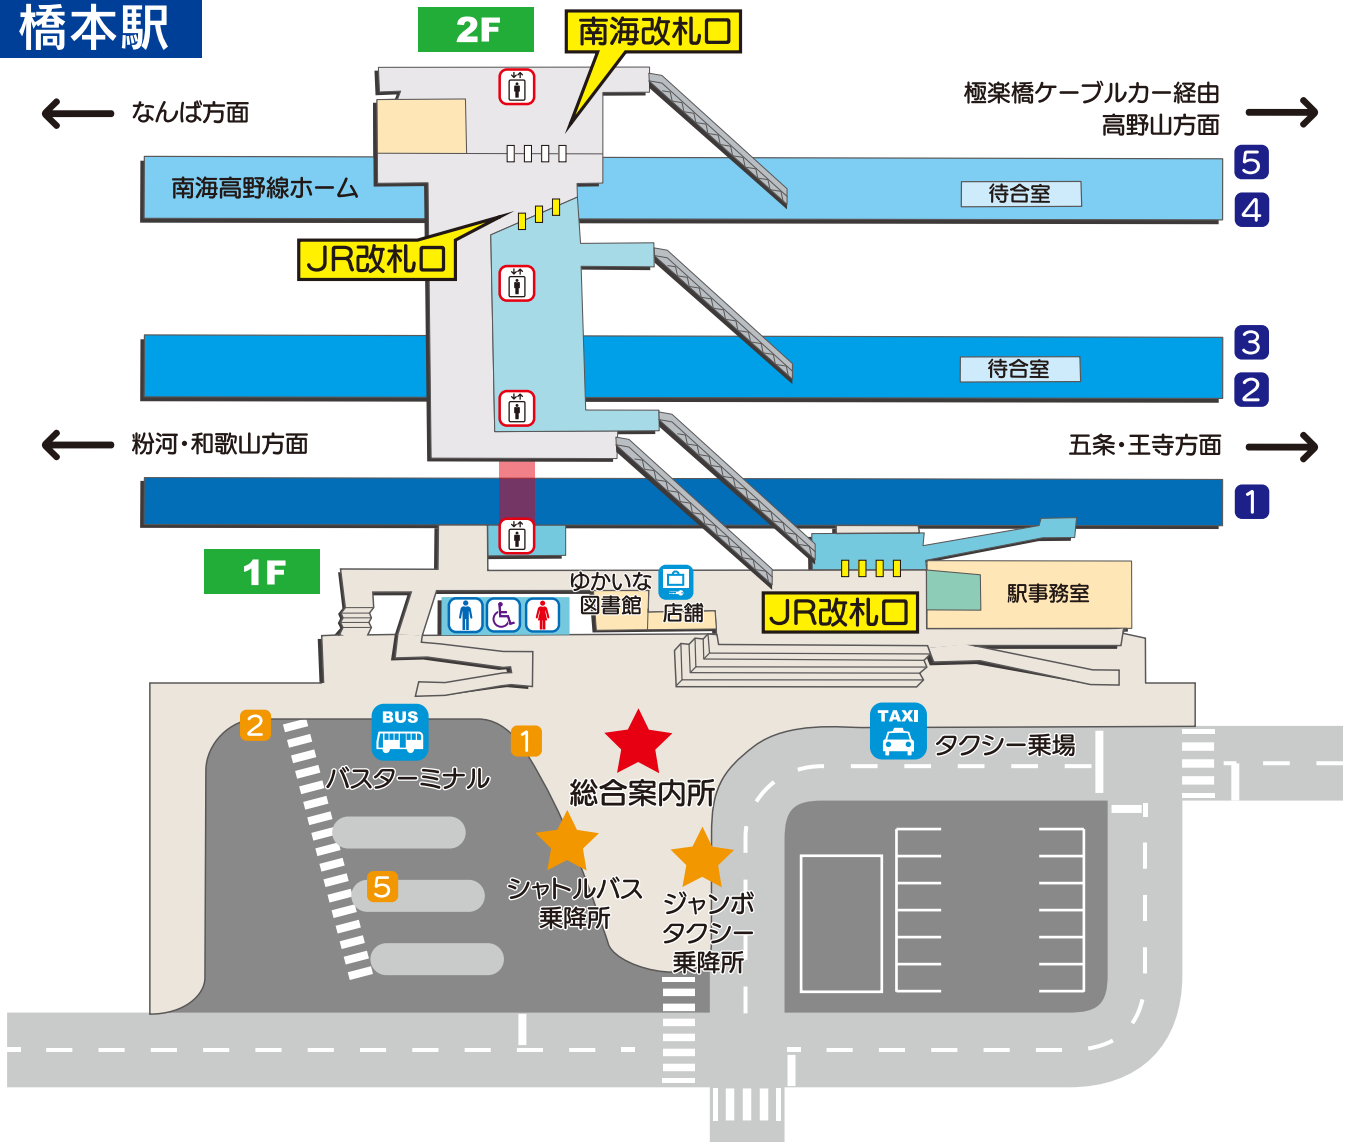 橋本駅
2F
南海改札口
なんば方面
極楽橋ケーブルカー経由
高野山方面
5
南海高野線ホーム
待合室
4
JR改札口
3
待合室
2
粉河・和歌山方面
五条・王寺方面
1
1F
ゆかいな
図書館
店舗
JR改札口
駅事務室
2
BUS
バスターミナル
1
TAXI
タクシー乗場
総合案内所
5
シャトルバス
乗降所
ジャンボ
タクシー
乗降所